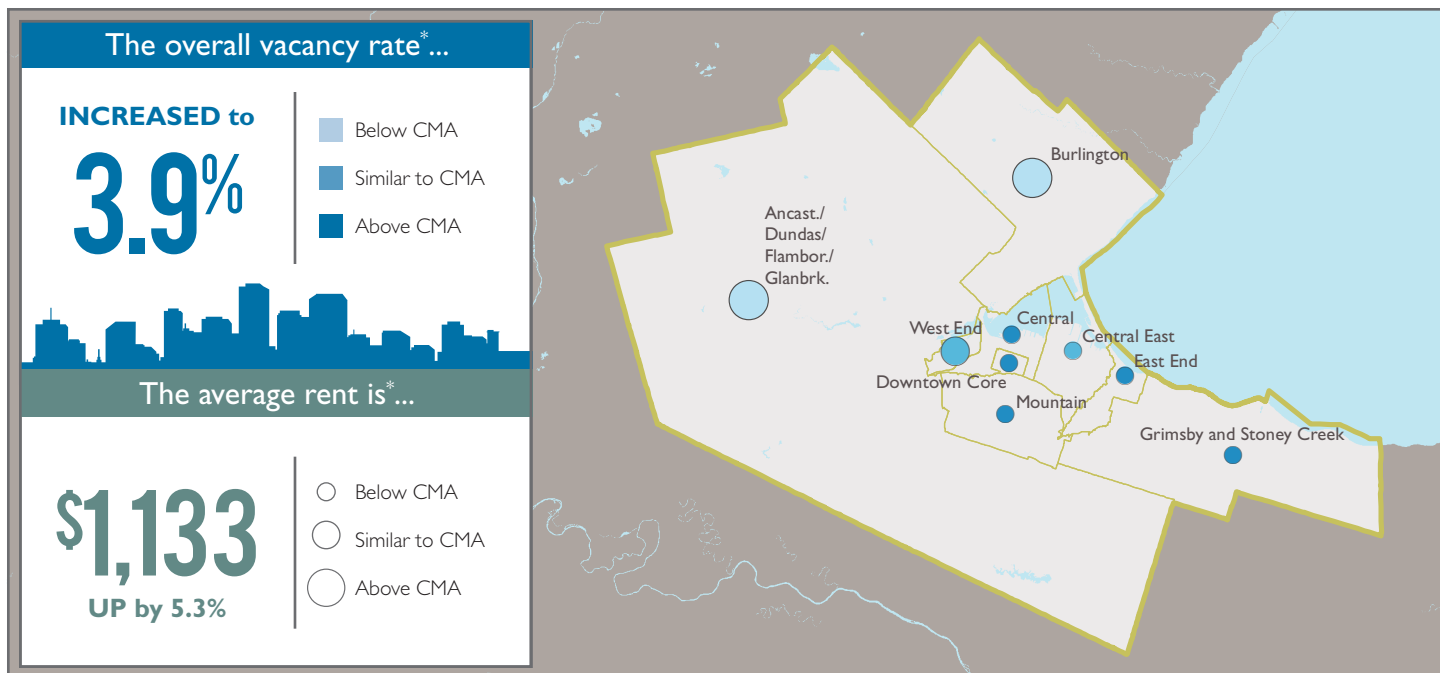 The overall vacancy rate*...
INCREASED to
3.9%
Below CMA
Similar to CMA
Above CMA
The average rent is*...
$1,133
UP by 5.3%
Below CMA
Similar to CMA
Above CMA
Burlington
Ancast./
Dundas/
Flambor./
Glanbrk.
West End
Central
Central East
East End
Downtown Core
Mountain
Grimsby and Stoney Creek